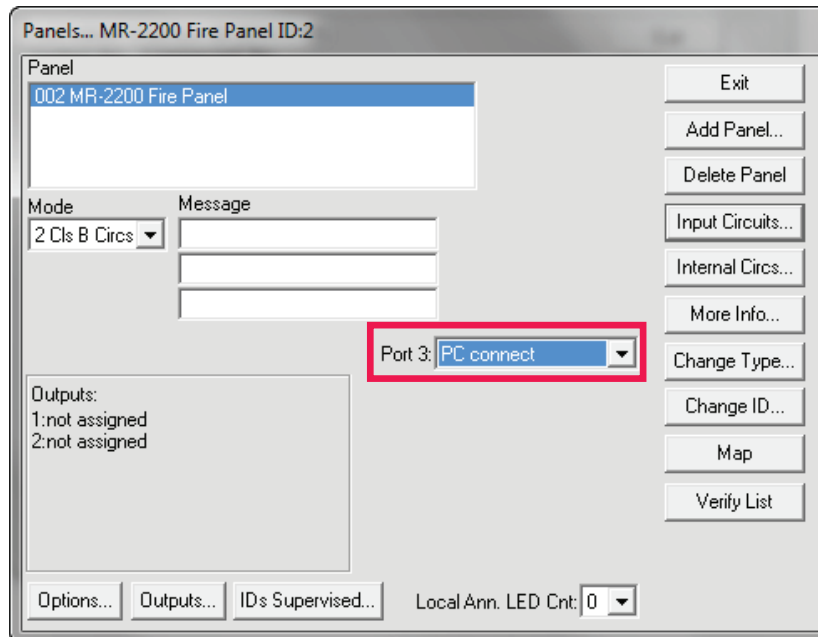 Panels... MR-2200 Fire Panel ID:2
Panel
002 MR-2200 Fire Panel
Mode
2 Cls B Circs
Message
Port 3: PC connect
Outputs:
1:not assigned
2:not assigned
Options...
Outputs...
IDs Supervised...
Local Ann. LED Cnt: 0
Exit
Add Panel...
Delete Panel
Input Circuits...
Internal Circs...
More Info...
Change Type...
Change ID...
Map
Verify List